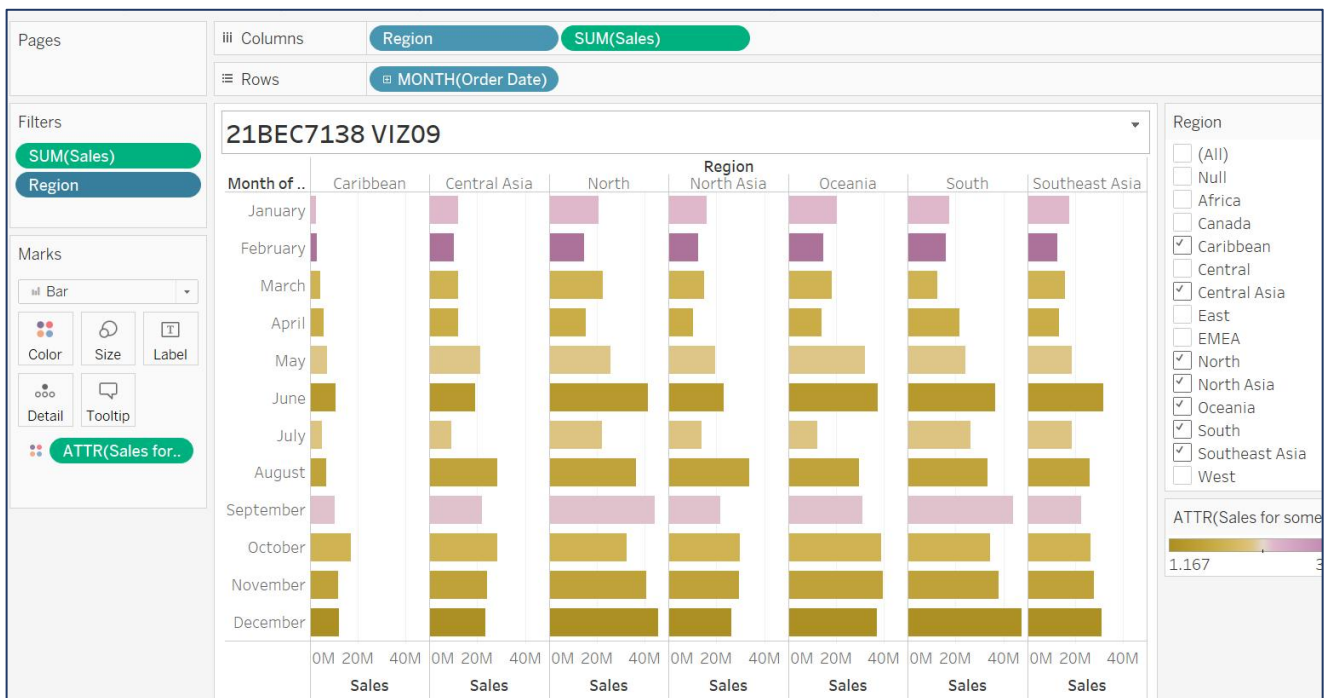 Pages
iii Columns
Region
SUM(Sales)
Rows
MONTH(Order Date)
Filters
SUM(Sales)
Region
Marks
Bar
Color
Size
Label
Detail
Tooltip
ATTR(Sales for..
21BEC7138 VIZ09
Region
Month of .. Caribbean Central Asia North North Asia Oceania South Southeast Asia
January
February
March
April
May
June
July
August
September
October
November
December
0M 20M 40M 0M 20M 40M 0M 20M 40M 0M 20M 40M 0M 20M 40M 0M 20M 40M 0M 20M 40M
Sales Sales Sales Sales Sales Sales Sales
Region
(All)
Null
Africa
Canada
Caribbean
Central
Central Asia
East
EMEA
North
North Asia
Oceania
South
Southeast Asia
West
ATTR(Sales for some
1.167